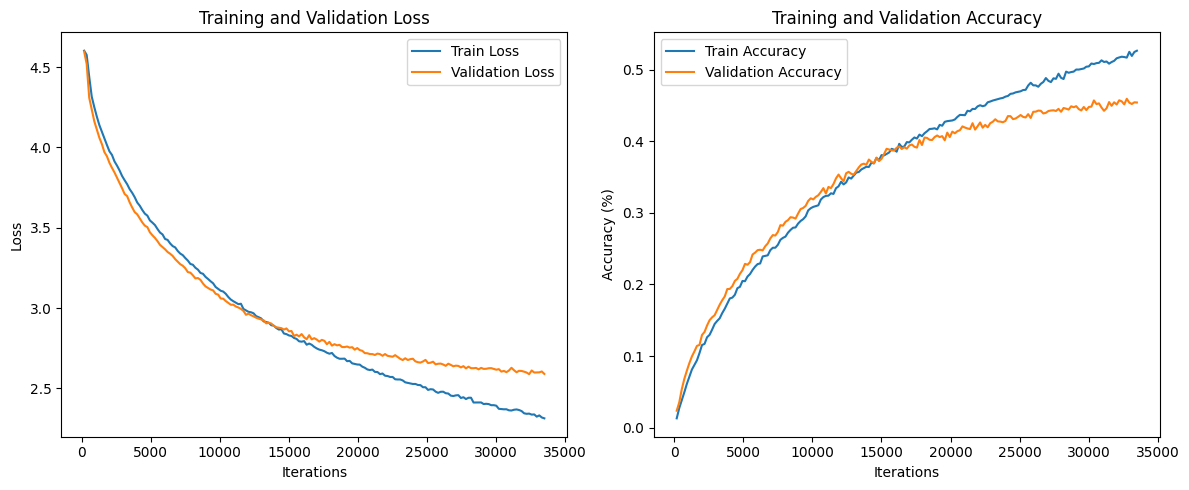 Training and Validation Loss
Train Loss
Validation Loss
4.5
4.0
3.5
3.0
2.5
Loss
0
5000
10000
15000
20000
25000
30000
35000
Iterations
Training and Validation Accuracy
Train Accuracy
Validation Accuracy
0.5
0.4
0.3
0.2
0.1
0.0
Accuracy (%)
0
5000
10000
15000
20000
25000
30000
35000
Iterations